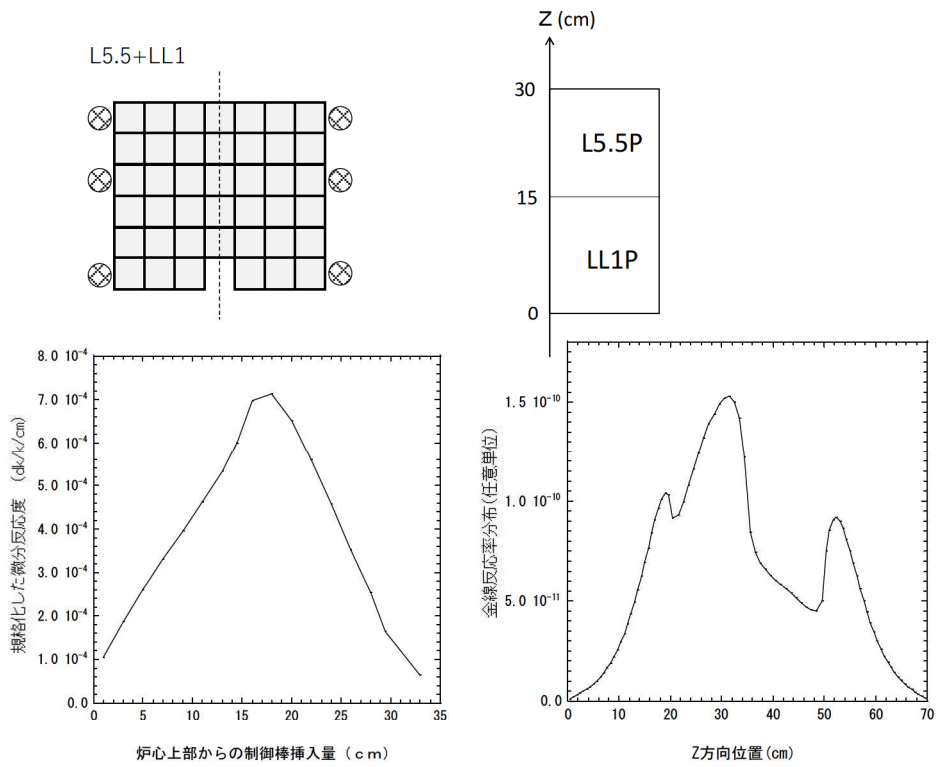 L5.5+LL1
Z (cm)
30
15
0
L5.5P
LL1P
規格化した微分反応度 (dk/k/cm)
8.0 10⁻⁴
7.0 10⁻⁴
6.0 10⁻⁴
5.0 10⁻⁴
4.0 10⁻⁴
3.0 10⁻⁴
2.0 10⁻⁴
1.0 10⁻⁴
0.0
0 5 10 15 20 25 30 35
炉心上部からの制御棒挿入量 (cm)
金線反応率分布(任意単位)
1.5 10⁻¹⁰
1.0 10⁻¹⁰
5.0 10⁻¹¹
0.0
0 10 20 30 40 50 60 70
Z方向位置(cm)